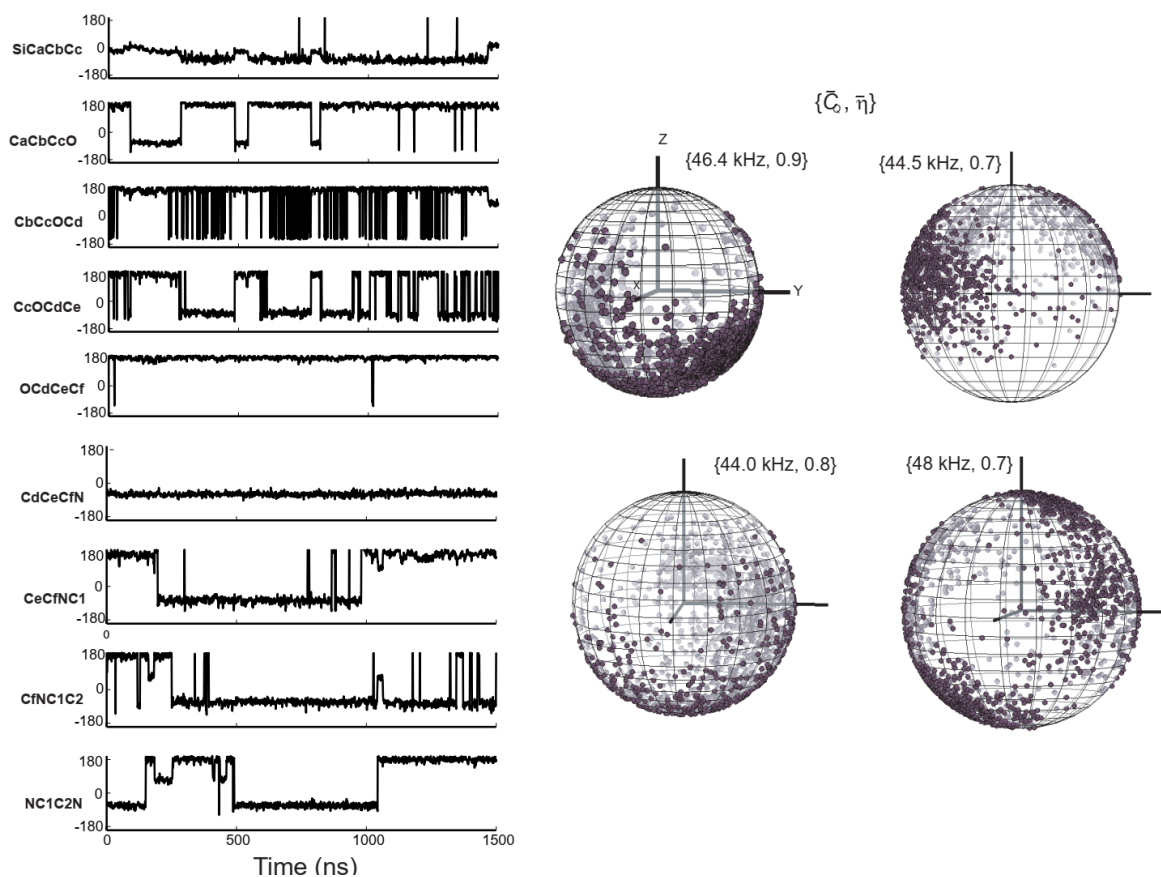 180
SiCaCbCc
0
-180
180
CaCbCcO
0
-180
180
CbCcOCd
0
-180
180
CcOCdCe
0
-180
180
OCdCeCf
0
-180
180
CdCeCfN
0
-180
180
CeCfNC1
0
-180
0
180
CfNC1C2
0
-180
180
NC1C2N
0
-180
0 500 1000 1500
Time (ns)
{C̄Q, η̄}
Z
{46.4 kHz, 0.9}
X
Y
{44.5 kHz, 0.7}
{44.0 kHz, 0.8}
{48 kHz, 0.7}